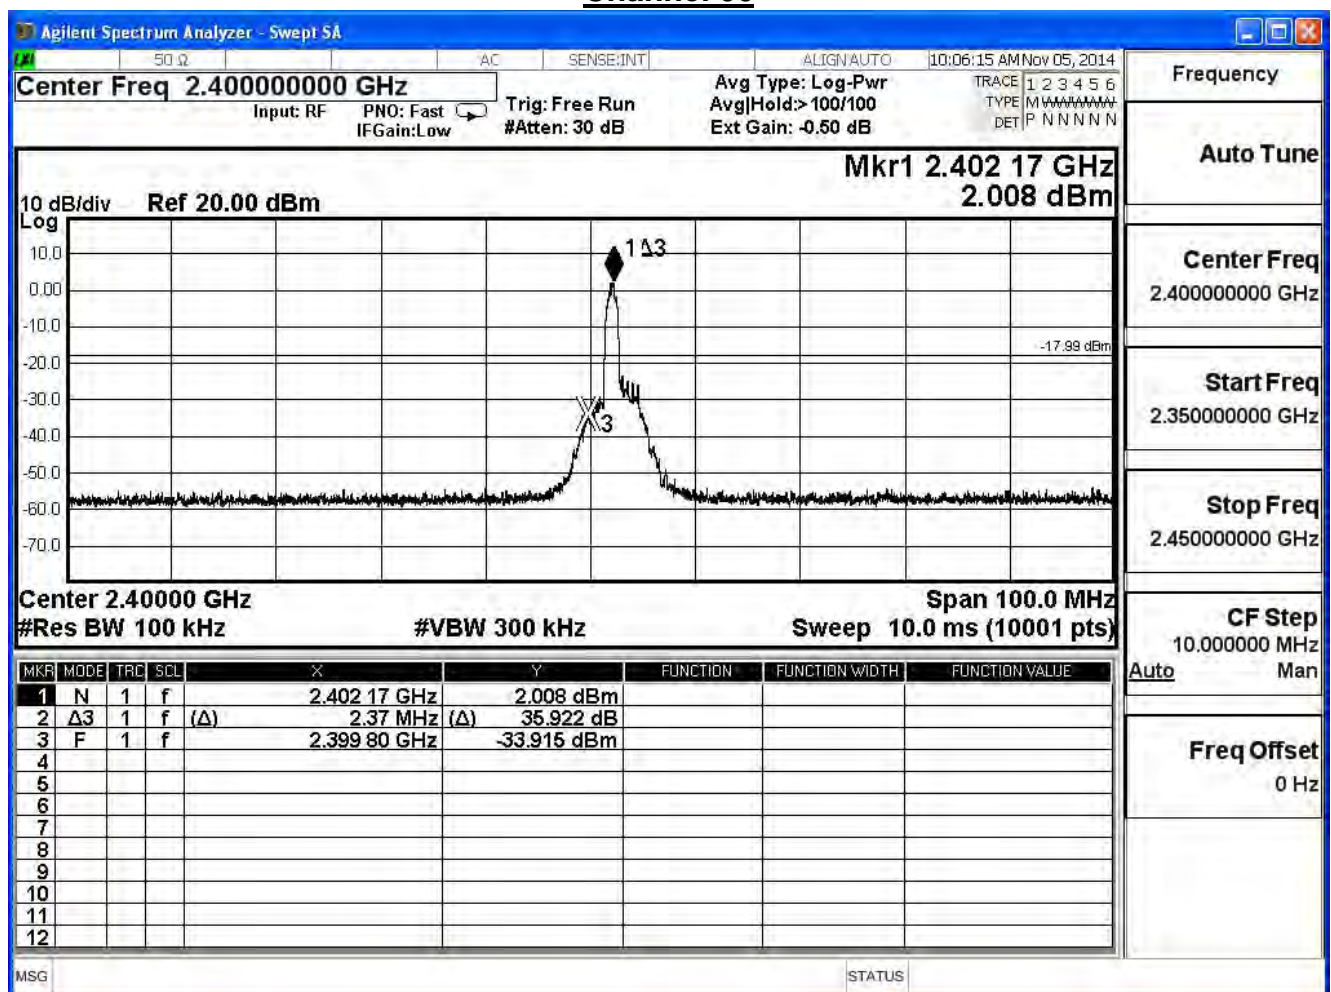 Agilent Spectrum Analyzer - Swept SA
LXI 50 Ω AC SENSE:INT ALIGN AUTO 10:06:15 AM Nov 05, 2014
Center Freq 2.400000000 GHz
Input: RF PNO: Fast IFGain:Low
Trig: Free Run
#Atten: 30 dB
Avg Type: Log-Pwr
Avg|Hold:>100/100
Ext Gain: -0.50 dB
TRACE 1 2 3 4 5 6
TYPE M
DET P N N N N N
Mkr1 2.402 17 GHz
2.008 dBm
10 dB/div Ref 20.00 dBm
Log
10.0
0.00
-10.0
-20.0
-30.0
-40.0
-50.0
-60.0
-70.0
1Δ3
-17.99 dBm
3
Center 2.40000 GHz Span 100.0 MHz
#Res BW 100 kHz #VBW 300 kHz Sweep 10.0 ms (10001 pts)
MKR MODE TRC SCL X Y FUNCTION FUNCTION WIDTH FUNCTION VALUE
1 N 1 f 2.402 17 GHz 2.008 dBm
2 Δ3 1 f (Δ) 2.37 MHz (Δ) 35.922 dB
3 F 1 f 2.399 80 GHz -33.915 dBm
4
5
6
7
8
9
10
11
12
MSG STATUS
Frequency
Auto Tune
Center Freq
2.400000000 GHz
Start Freq
2.350000000 GHz
Stop Freq
2.450000000 GHz
CF Step
10.000000 MHz
Auto Man
Freq Offset
0 Hz